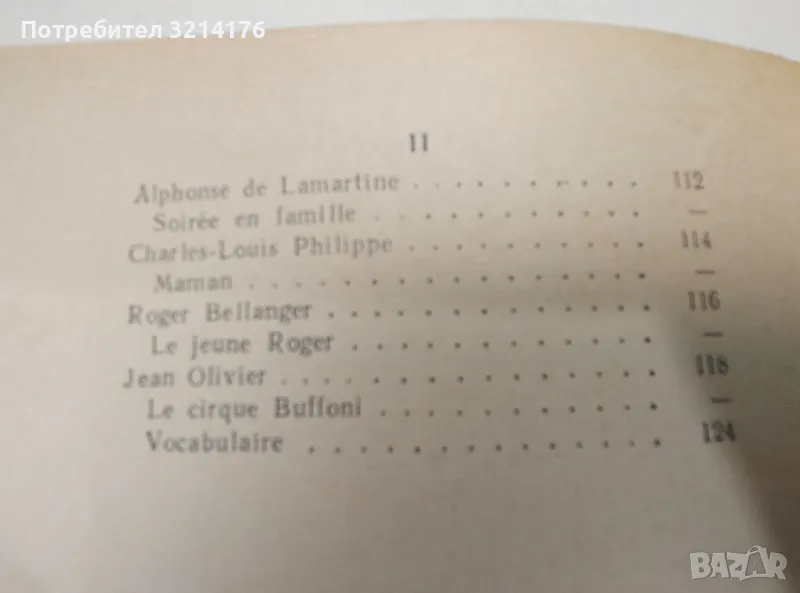 Потребител 3214176
II
Alphonse de Lamartine . . . . . . . . . . . 112
Soirée en famille . . . . . . . . . . . —
Charles-Louis Philippe . . . . . . . . . . 114
Maman . . . . . . . . . . . . . . . —
Roger Bellanger . . . . . . . . . . . . . 116
Le jeune Roger . . . . . . . . . . . . —
Jean Olivier . . . . . . . . . . . . . . . 118
Le cirque Buffoni . . . . . . . . . . . —
Vocabulaire . . . . . . . . . . . . . . 124
BAZAR